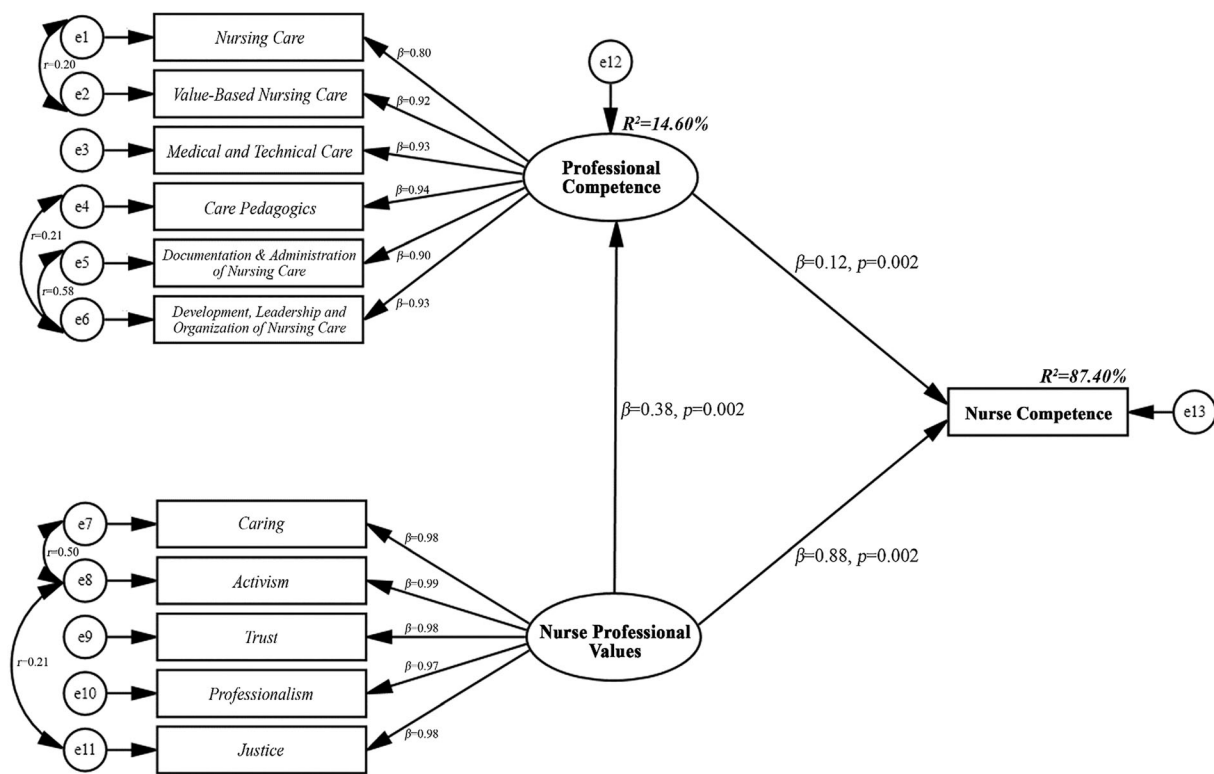 e1
Nursing Care
β=0.80
r=0.20
e2
Value-Based Nursing Care
β=0.92
e3
Medical and Technical Care
β=0.93
e4
Care Pedagogics
β=0.94
r=0.21
e5
Documentation & Administration
of Nursing Care
β=0.90
r=0.58
e6
Development, Leadership and
Organization of Nursing Care
β=0.93
e12
R²=14.60%
Professional
Competence
β=0.12, p=0.002
β=0.38, p=0.002
R²=87.40%
Nurse Competence
e13
β=0.88, p=0.002
e7
Caring
β=0.98
r=0.50
e8
Activism
β=0.99
e9
Trust
β=0.98
r=0.21
e10
Professionalism
β=0.97
e11
Justice
β=0.98
Nurse Professional
Values